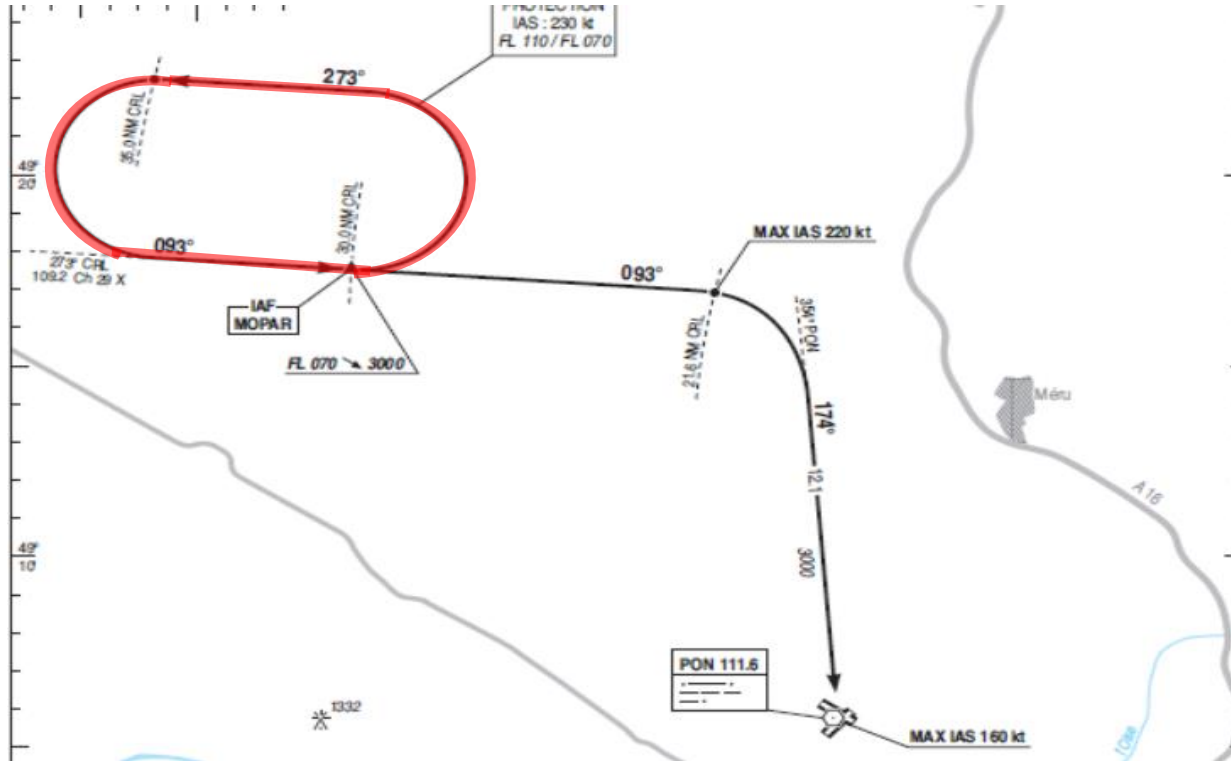 PROTECTION
IAS : 230 kt
FL 110 / FL 070
273°
35.0 NM CRL
49°
20'
30.0 NM CRL
093°
MAX IAS 220 kt
273° CRL
109.2 Ch 29 X
093°
IAF
MOPAR
354° PON
21.6 NM CRL
FL 070 ➘ 3000
Méru
174°
12.1
A 16
49°
10'
3000
PON 111.6
1332
MAX IAS 160 kt
l'Oise